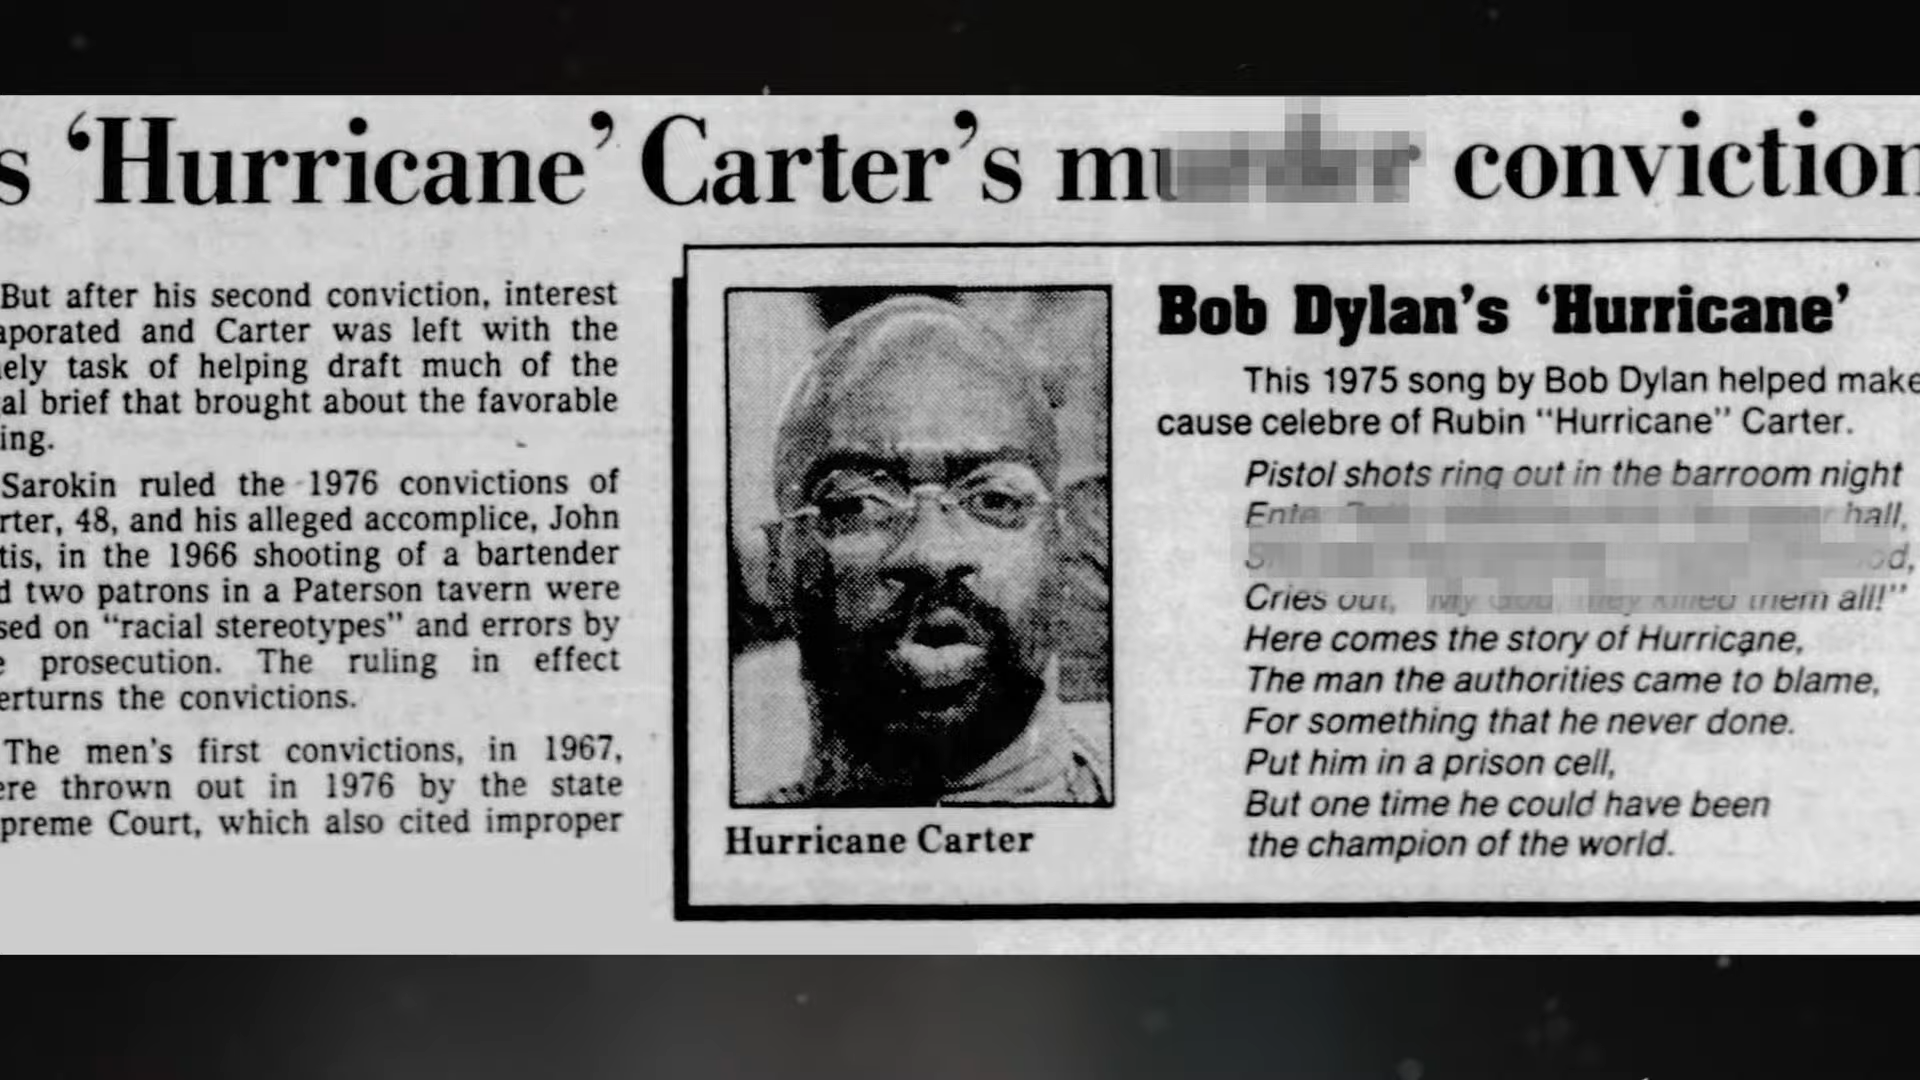 s ‘Hurricane’ Carter’s conviction
But after his second conviction, interest
aporated and Carter was left with the
ely task of helping draft much of the
al brief that brought about the favorable
ing.
Sarokin ruled the 1976 convictions of
rter, 48, and his alleged accomplice, John
tis, in the 1966 shooting of a bartender
d two patrons in a Paterson tavern were
sed on “racial stereotypes” and errors by
e prosecution. The ruling in effect
erturns the convictions.
The men’s first convictions, in 1967,
ere thrown out in 1976 by the state
preme Court, which also cited improper
Hurricane Carter
Bob Dylan’s ‘Hurricane’
This 1975 song by Bob Dylan helped make
cause celebre of Rubin “Hurricane” Carter.
Pistol shots ring out in the barroom night
hall,
Cries out, them all!”
Here comes the story of Hurricane,
The man the authorities came to blame,
For something that he never done.
Put him in a prison cell,
But one time he could have been
the champion of the world.